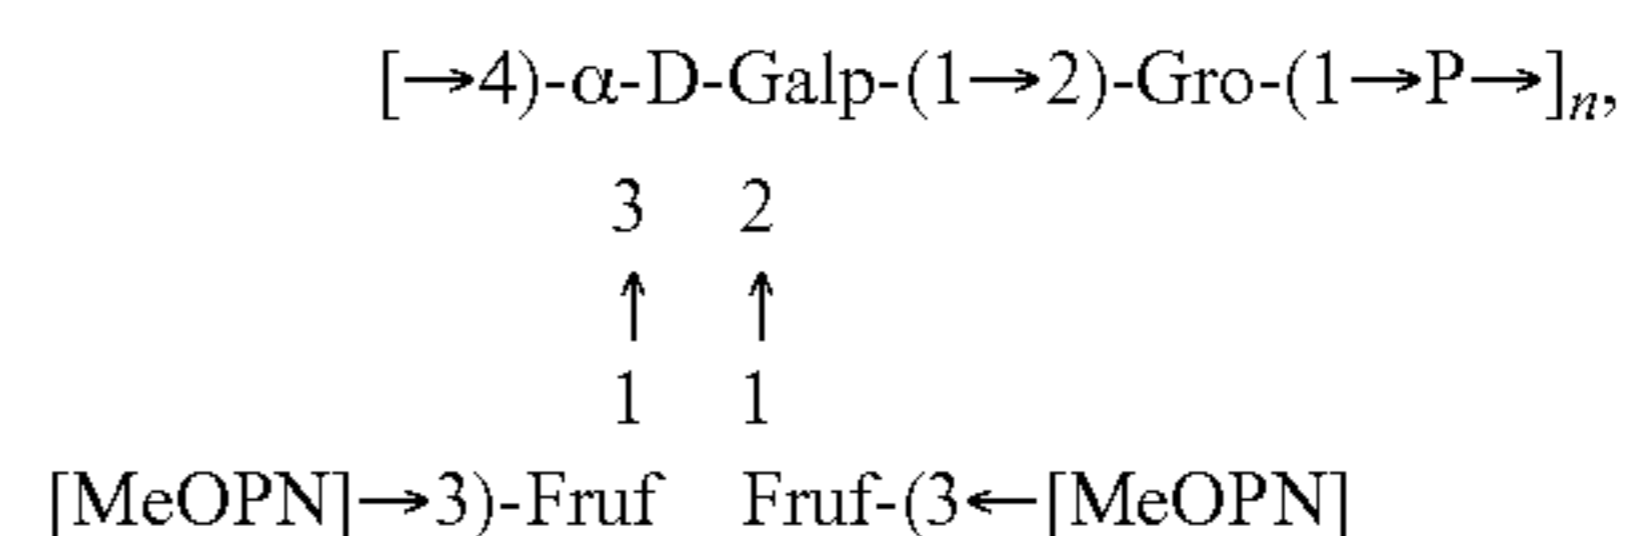 [→4)-α-D-Galp-(1→2)-Gro-(1→P→]n,
3 2
↑ ↑
1 1
[MeOPN]→3)-Fruf Fruf-(3←[MeOPN]